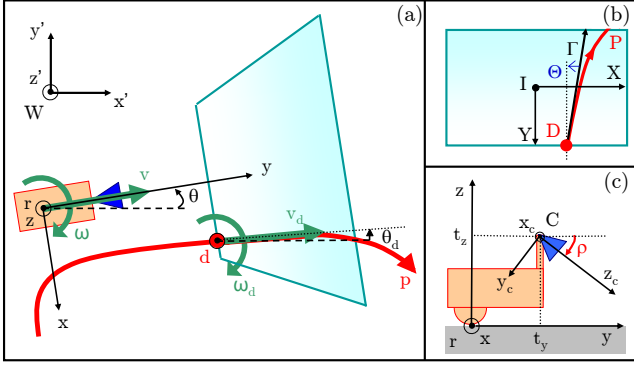 (a)
y'
z'
W
x'
v
θ
y
r
z
ω
v_d
θ_d
d
ω_d
p
x
(b)
Γ
P
Θ
X
I
Y
D
(c)
z
x_c C
t_z
ρ
y_c
z_c
r x t_y y